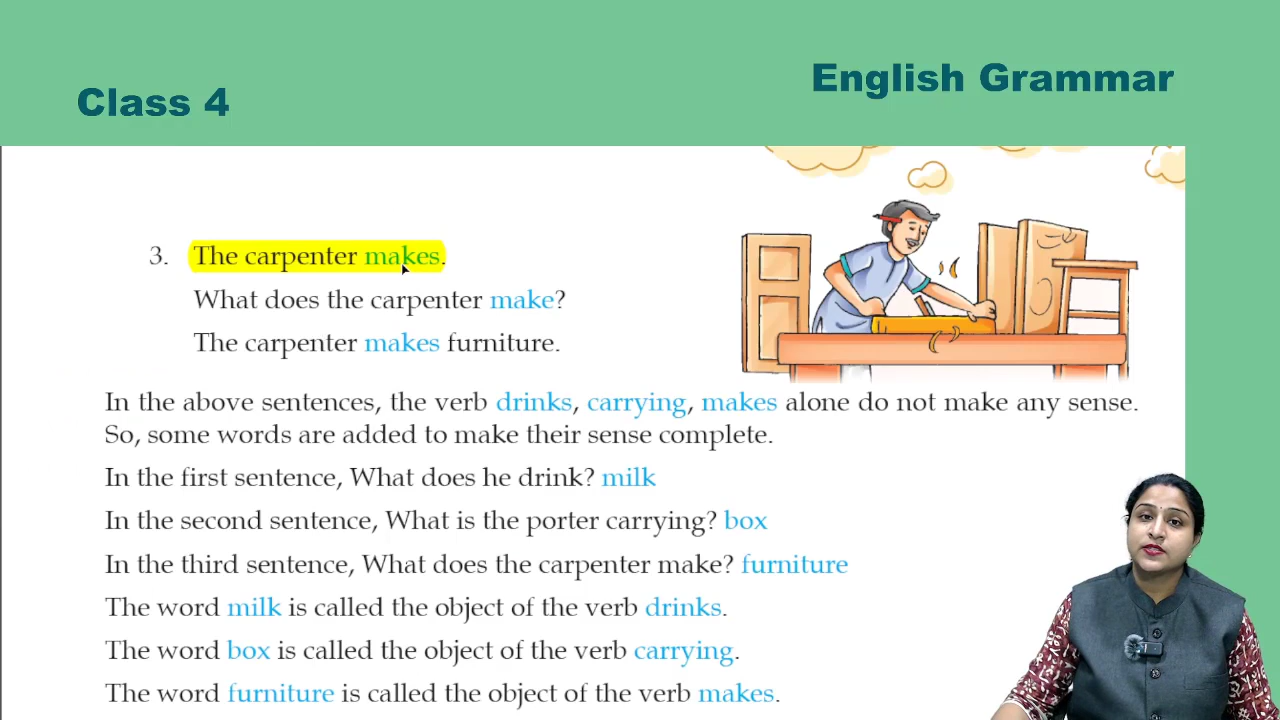 English Grammar
Class 4
3. The carpenter makes.
What does the carpenter make?
The carpenter makes furniture.
In the above sentences, the verb drinks, carrying, makes alone do not make any sense.
So, some words are added to make their sense complete.
In the first sentence, What does he drink? milk
In the second sentence, What is the porter carrying? box
In the third sentence, What does the carpenter make? furniture
The word milk is called the object of the verb drinks.
The word box is called the object of the verb carrying.
The word furniture is called the object of the verb makes.